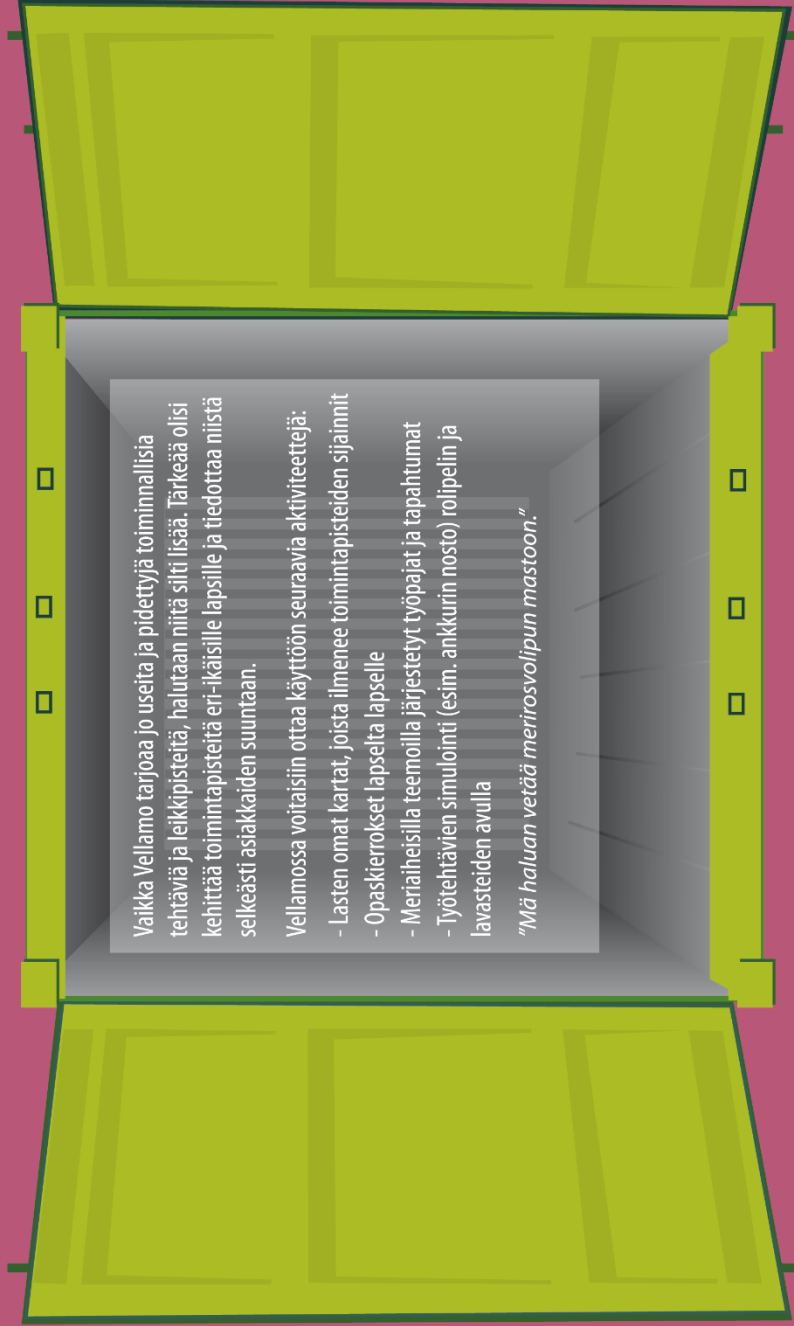 Vaikka Vellamo tarjoaa jo useita ja pidettyjä toiminnallisia
tehtäviä ja leikkipisteitä, halutaan niitä silti lisää. Tärkeää olisi
kehittää toimintapisteitä eri-ikäisille lapsille ja tiedottaa niistä
selkeästi asiakkaiden suuntaan.
Vellamossa voitaisiin ottaa käyttöön seuraavia aktiviteettejä:
- Lasten omat kartat, joista ilmenee toimintapisteiden sijainnit
- Opaskierrokset lapselta lapselle
- Meriaiheisilla teemoilla järjestetyt työpajat ja tapahtumat
- Työtehtävien simulointi (esim. ankkurin nosto) rolipelin ja
lavasteiden avulla
"Mä haluan vetää merirosvolipun mastoon."